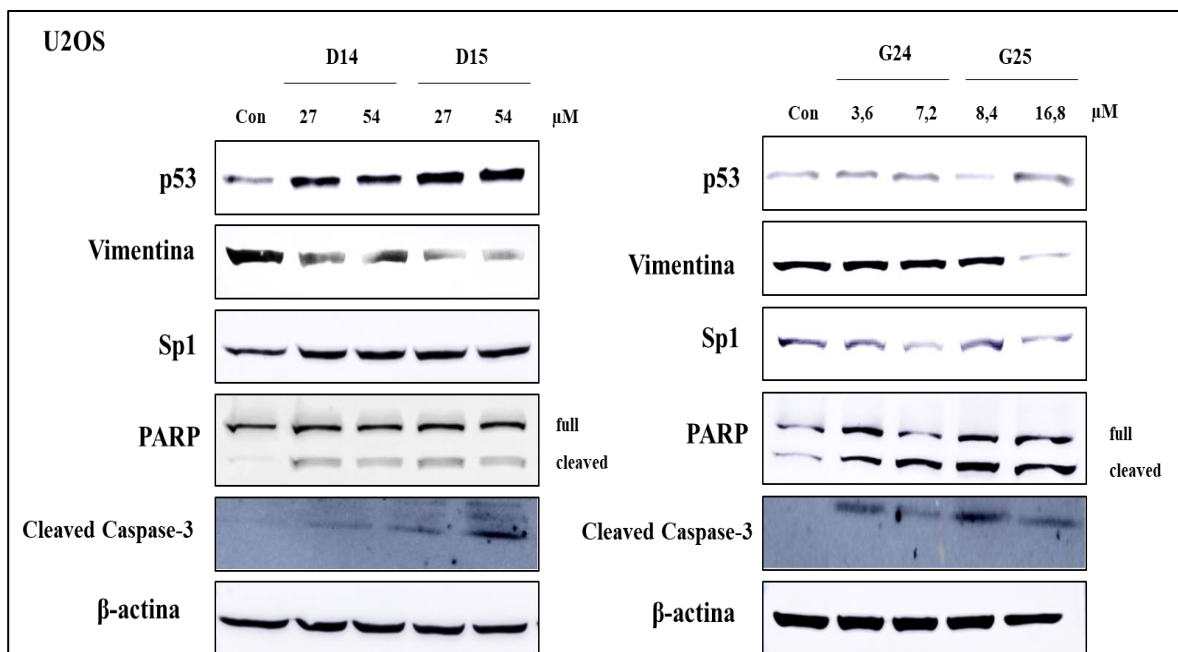 U2OS
D14 D15
Con 27 54 27 54 µM
p53
Vimentina
Sp1
PARP
full
cleaved
Cleaved Caspase-3
β-actina
G24 G25
Con 3,6 7,2 8,4 16,8 µM
p53
Vimentina
Sp1
PARP
full
cleaved
Cleaved Caspase-3
β-actina